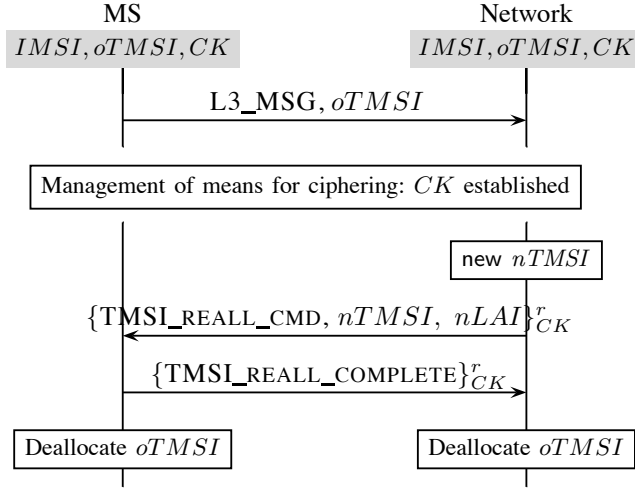 MS Network
IMSI, oTMSI, CK IMSI, oTMSI, CK
L3_MSG, oTMSI
Management of means for ciphering: CK established
new nTMSI
{TMSI_REALL_CMD, nTMSI, nLAI}^r_CK
{TMSI_REALL_COMPLETE}^r_CK
Deallocate oTMSI Deallocate oTMSI